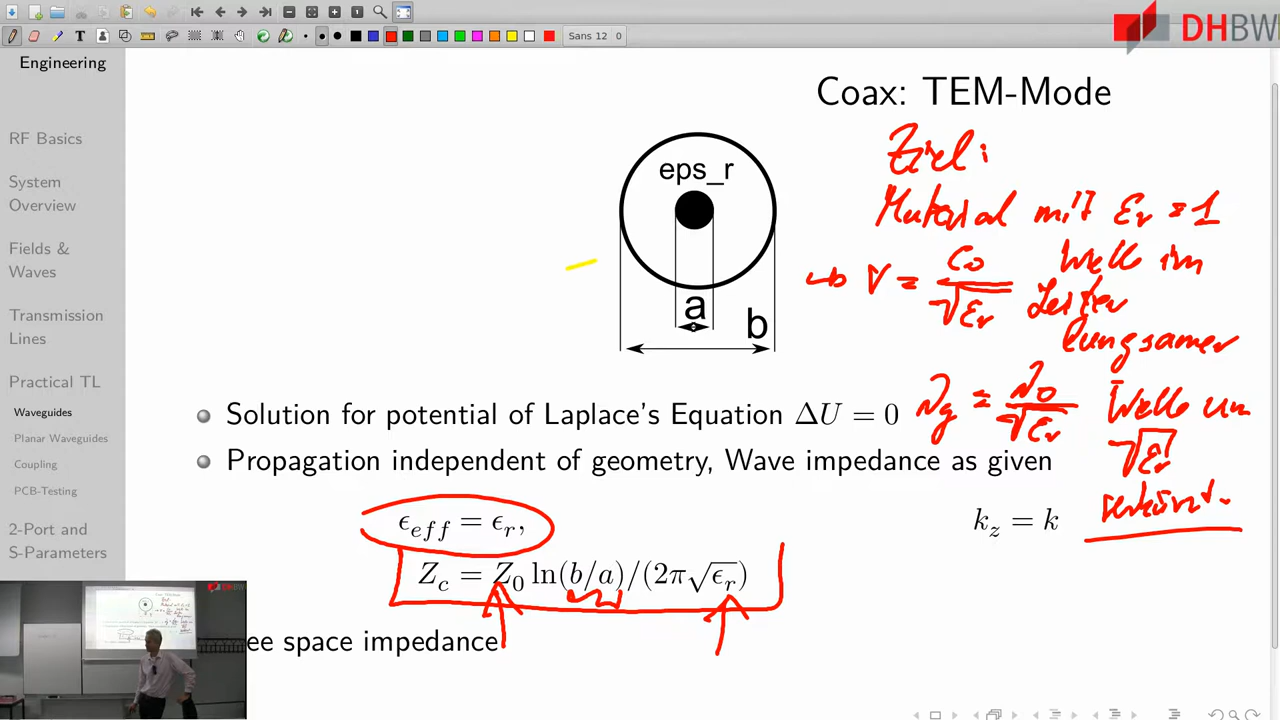 Sans 12 0
DHBW
Engineering
RF Basics
System
Overview
Fields &
Waves
Transmission
Lines
Practical TL
Waveguides
Planar Waveguides
Coupling
PCB-Testing
2-Port and
S-Parameters
Coax: TEM-Mode
eps_r
a
b
Ziel:
Material mit εr = 1
↳ v = c0/√εr Welle im
Leiter
langsamer
λg = λ0/√εr Welle um
√εr
verkürzt.
Solution for potential of Laplace's Equation ΔU = 0
Propagation independent of geometry, Wave impedance as given
ϵeff = ϵr,
kz = k
Zc = Z0 ln(b/a)/(2π√ϵr)
ee space impedance